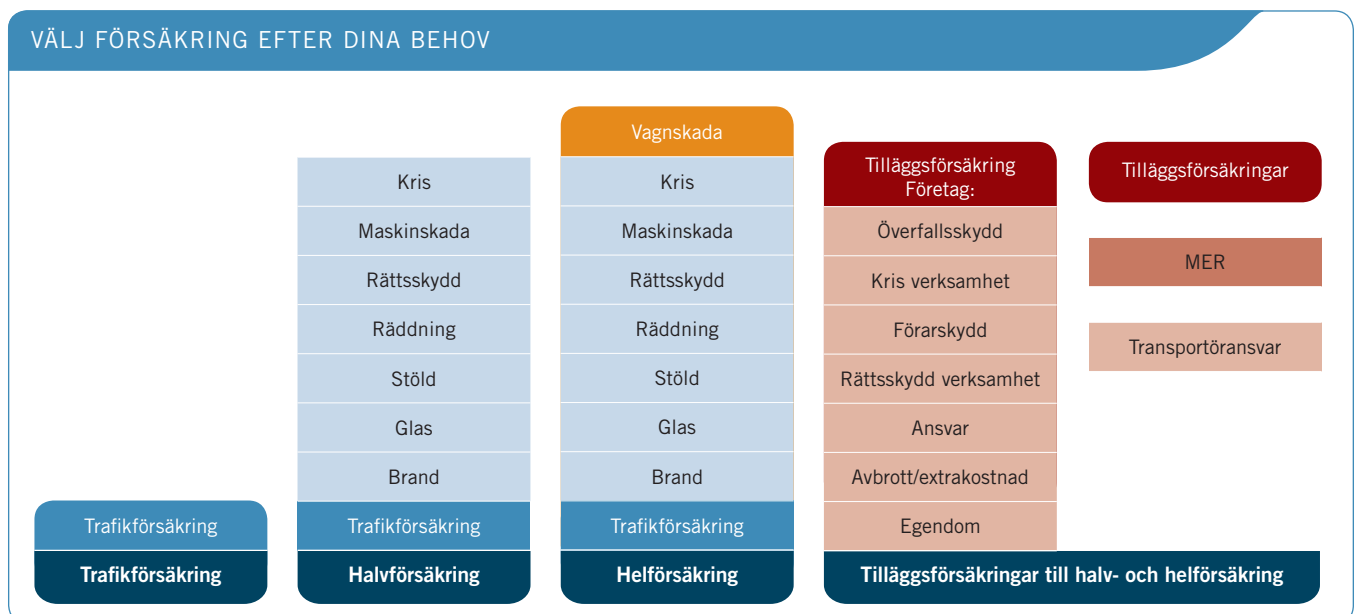 VÄLJ FÖRSÄKRING EFTER DINA BEHOV
Trafikförsäkring
Trafikförsäkring
Kris
Maskinskada
Rättsskydd
Räddning
Stöld
Glas
Brand
Trafikförsäkring
Halvförsäkring
Vagnskada
Kris
Maskinskada
Rättsskydd
Räddning
Stöld
Glas
Brand
Trafikförsäkring
Helförsäkring
Tilläggsförsäkring
Företag:
Överfallsskydd
Kris verksamhet
Förarskydd
Rättsskydd verksamhet
Ansvar
Avbrott/extrakostnad
Egendom
Tilläggsförsäkringar
MER
Transportöransvar
Tilläggsförsäkringar till halv- och helförsäkring